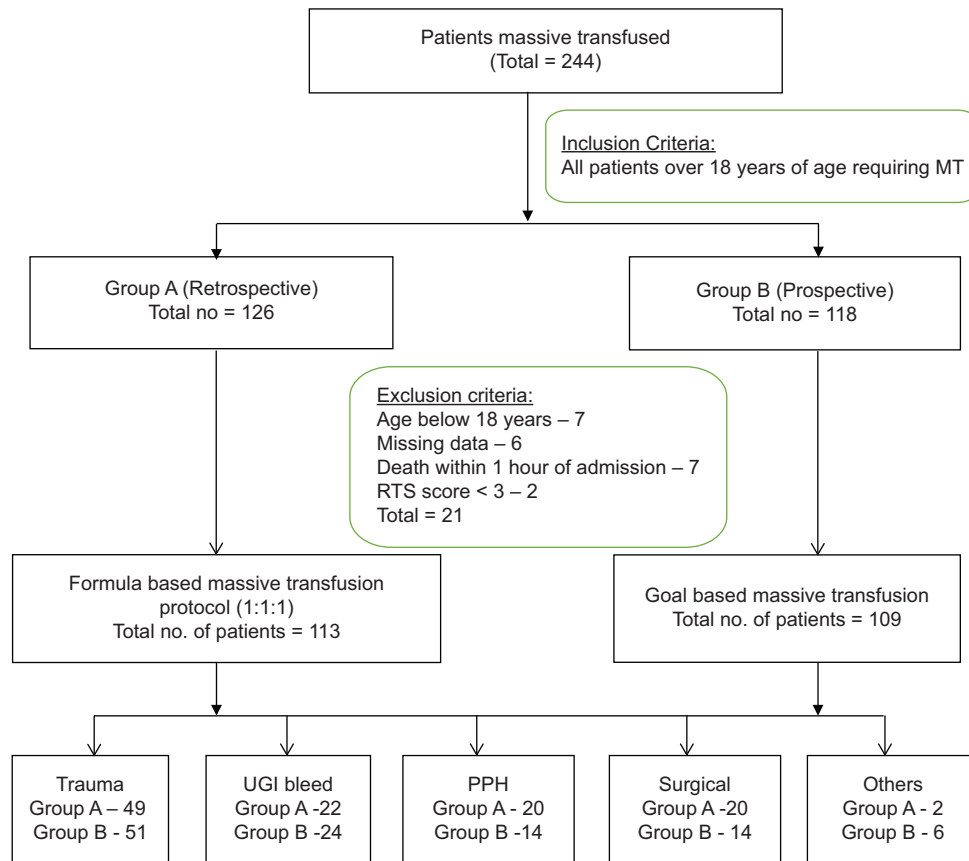 Patients massive transfused
(Total = 244)
Inclusion Criteria:
All patients over 18 years of age requiring MT
Group A (Retrospective)
Total no = 126
Group B (Prospective)
Total no = 118
Exclusion criteria:
Age below 18 years – 7
Missing data – 6
Death within 1 hour of admission – 7
RTS score < 3 – 2
Total = 21
Formula based massive transfusion
protocol (1:1:1)
Total no. of patients = 113
Goal based massive transfusion
Total no. of patients = 109
Trauma
Group A – 49
Group B - 51
UGI bleed
Group A -22
Group B -24
PPH
Group A - 20
Group B -14
Surgical
Group A -20
Group B - 14
Others
Group A - 2
Group B - 6